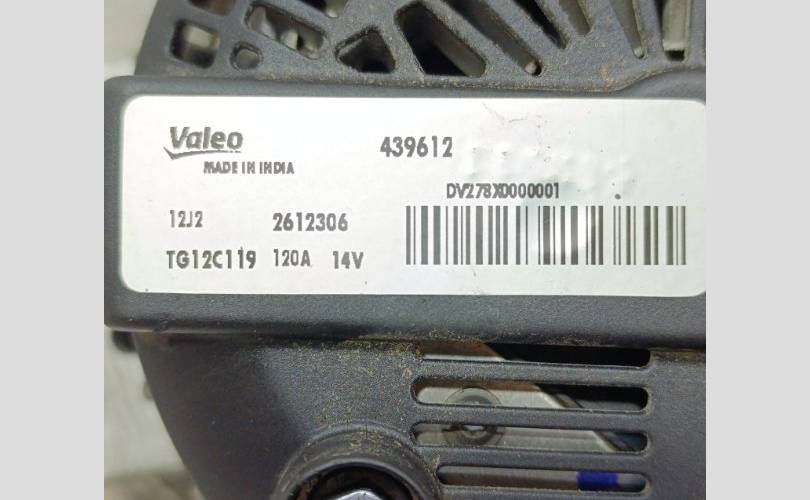 Valeo 439612
MADE IN INDIA
DV278X0000001
12J2 2612306
TG12C119 120A 14V